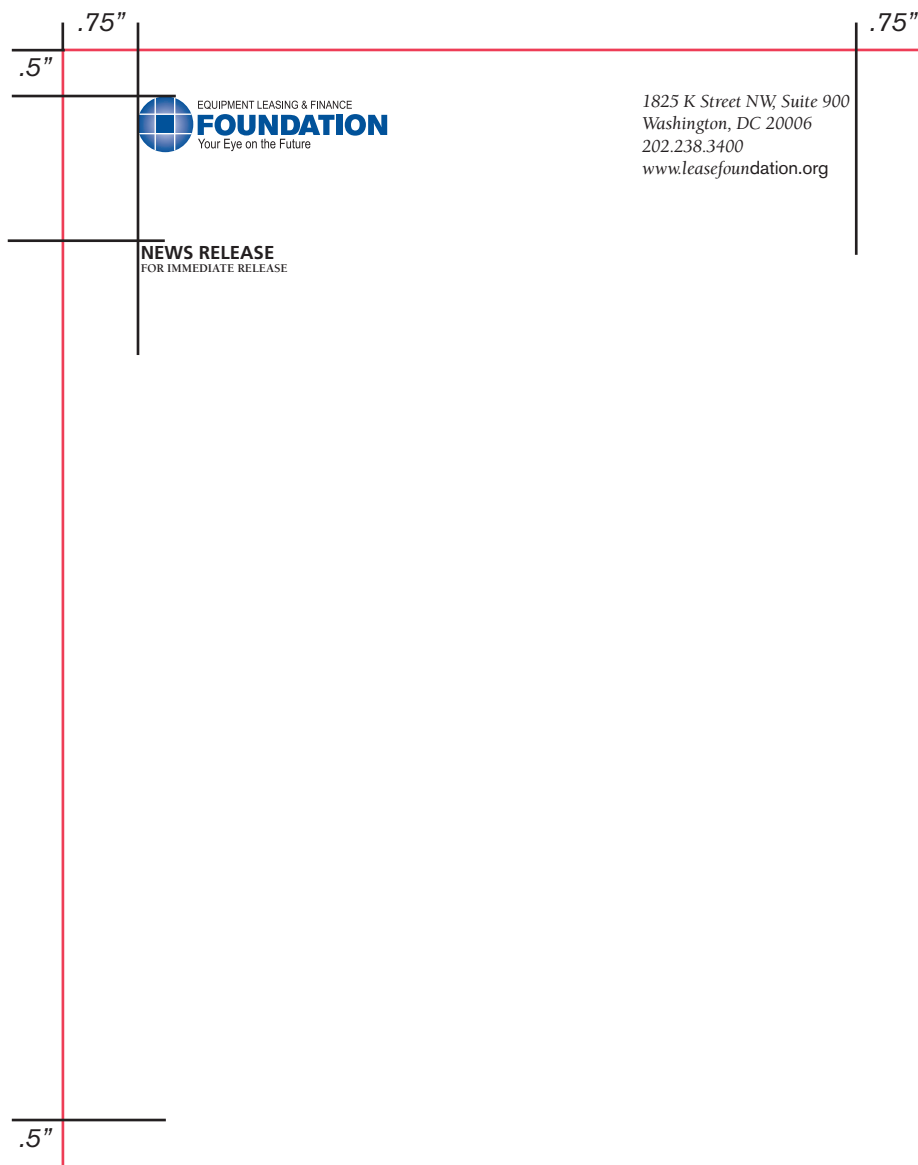 .75”
.75”
.5”
EQUIPMENT LEASING & FINANCE
FOUNDATION
Your Eye on the Future
1825 K Street NW, Suite 900
Washington, DC 20006
202.238.3400
www.leasefoundation.org
NEWS RELEASE
FOR IMMEDIATE RELEASE
.5”